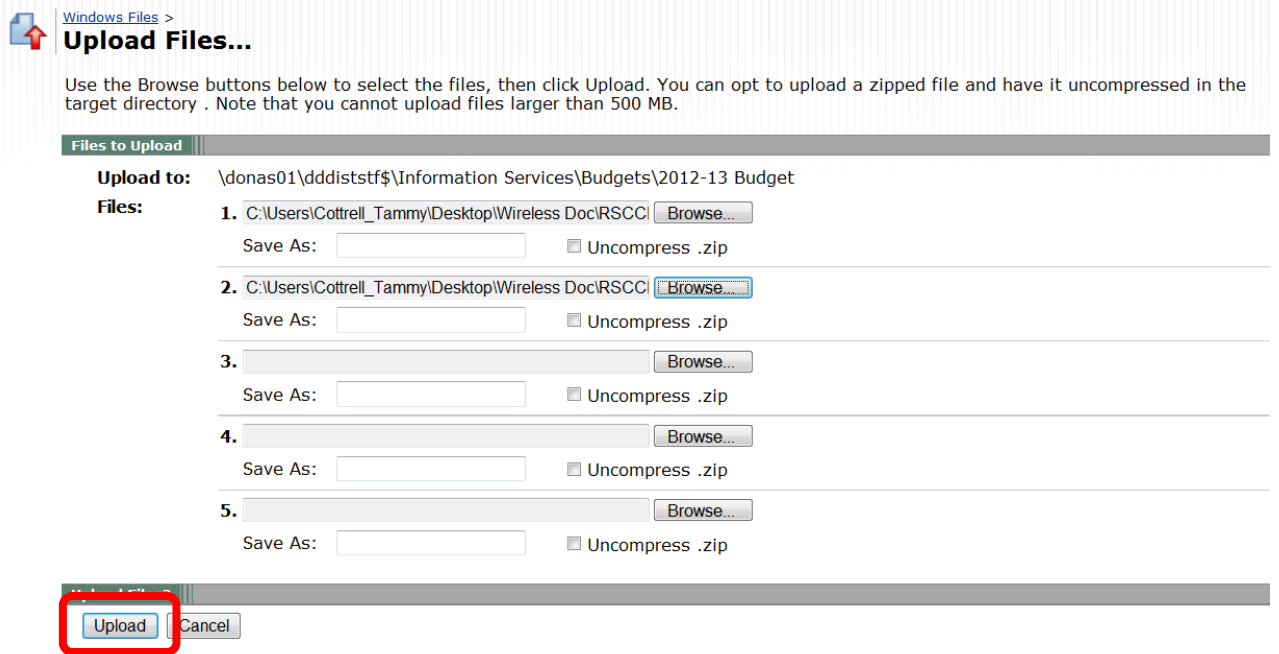 Windows Files >
Upload Files...
Use the Browse buttons below to select the files, then click Upload. You can opt to upload a zipped file and have it uncompressed in the
target directory . Note that you cannot upload files larger than 500 MB.
Files to Upload
Upload to: \donas01\dddiststf$\Information Services\Budgets\2012-13 Budget
Files: 1. C:\Users\Cottrell_Tammy\Desktop\Wireless Doc\RSCC Browse...
Save As: Uncompress .zip
2. C:\Users\Cottrell_Tammy\Desktop\Wireless Doc\RSCC Browse...
Save As: Uncompress .zip
3. Browse...
Save As: Uncompress .zip
4. Browse...
Save As: Uncompress .zip
5. Browse...
Save As: Uncompress .zip
Upload Cancel